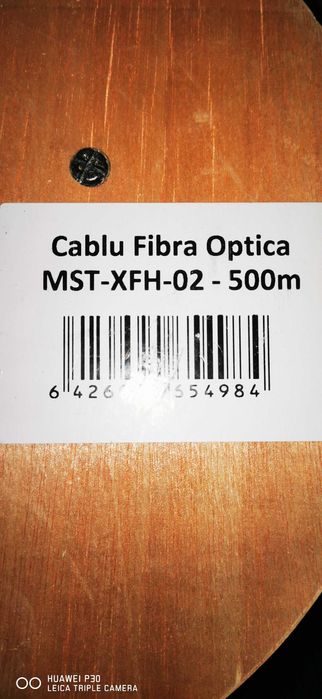 Cablu Fibra Optica
MST-XFH-02 - 500m
HUAWEI P30
LEICA TRIPLE CAMERA